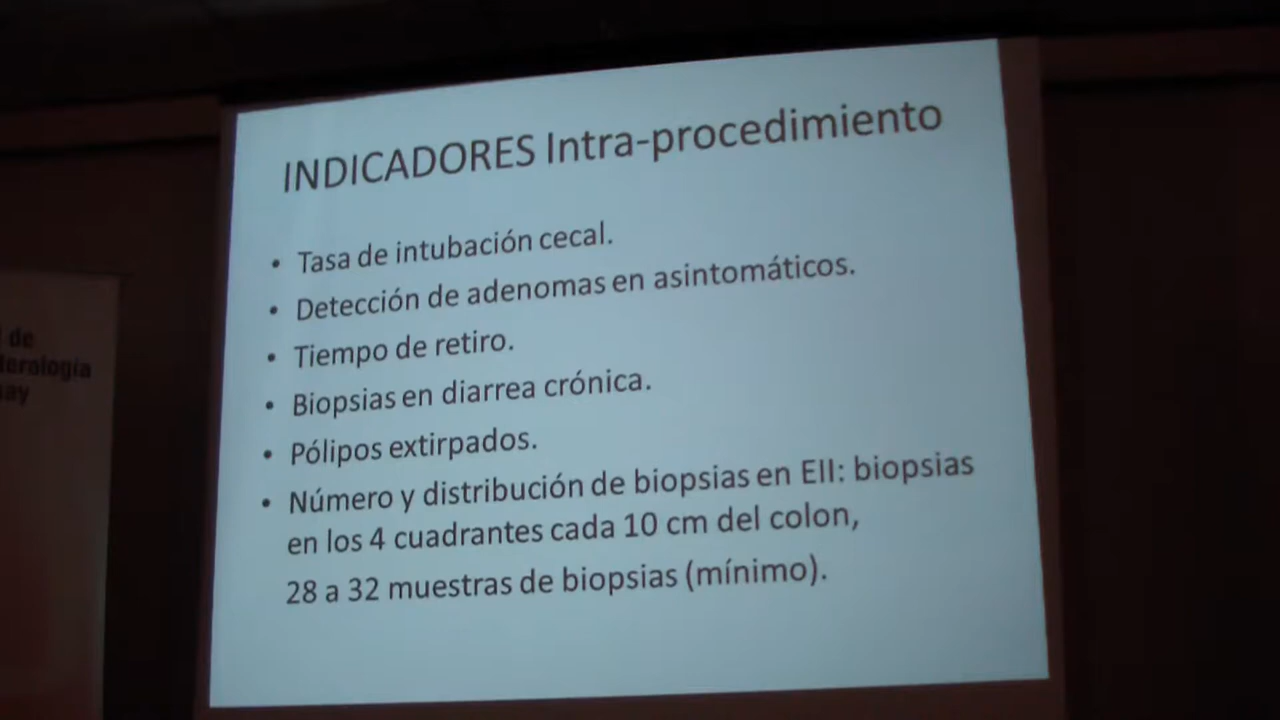 INDICADORES Intra-procedimiento
• Tasa de intubación cecal.
• Detección de adenomas en asintomáticos.
• Tiempo de retiro.
• Biopsias en diarrea crónica.
• Pólipos extirpados.
• Número y distribución de biopsias en EII: biopsias
en los 4 cuadrantes cada 10 cm del colon,
28 a 32 muestras de biopsias (mínimo).
de